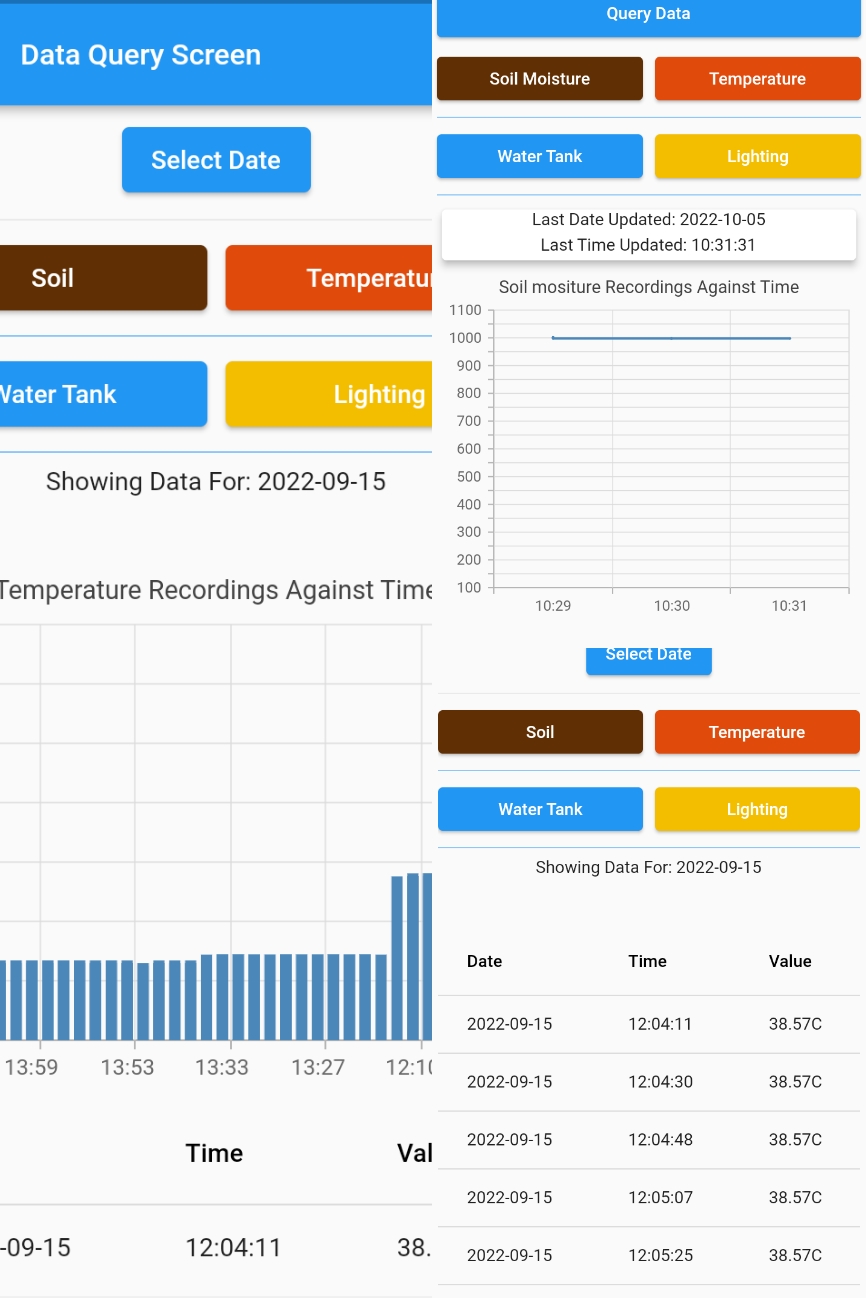 Data Query Screen
Select Date
Soil
Temperatur
Water Tank
Lighting
Showing Data For: 2022-09-15
Temperature Recordings Against Time
13:59 13:53 13:33 13:27 12:10
Time Val
-09-15 12:04:11 38.
Query Data
Soil Moisture
Temperature
Water Tank
Lighting
Last Date Updated: 2022-10-05
Last Time Updated: 10:31:31
Soil mositure Recordings Against Time
1100
1000
900
800
700
600
500
400
300
200
100
10:29 10:30 10:31
Select Date
Soil
Temperature
Water Tank
Lighting
Showing Data For: 2022-09-15
Date Time Value
2022-09-15 12:04:11 38.57C
2022-09-15 12:04:30 38.57C
2022-09-15 12:04:48 38.57C
2022-09-15 12:05:07 38.57C
2022-09-15 12:05:25 38.57C